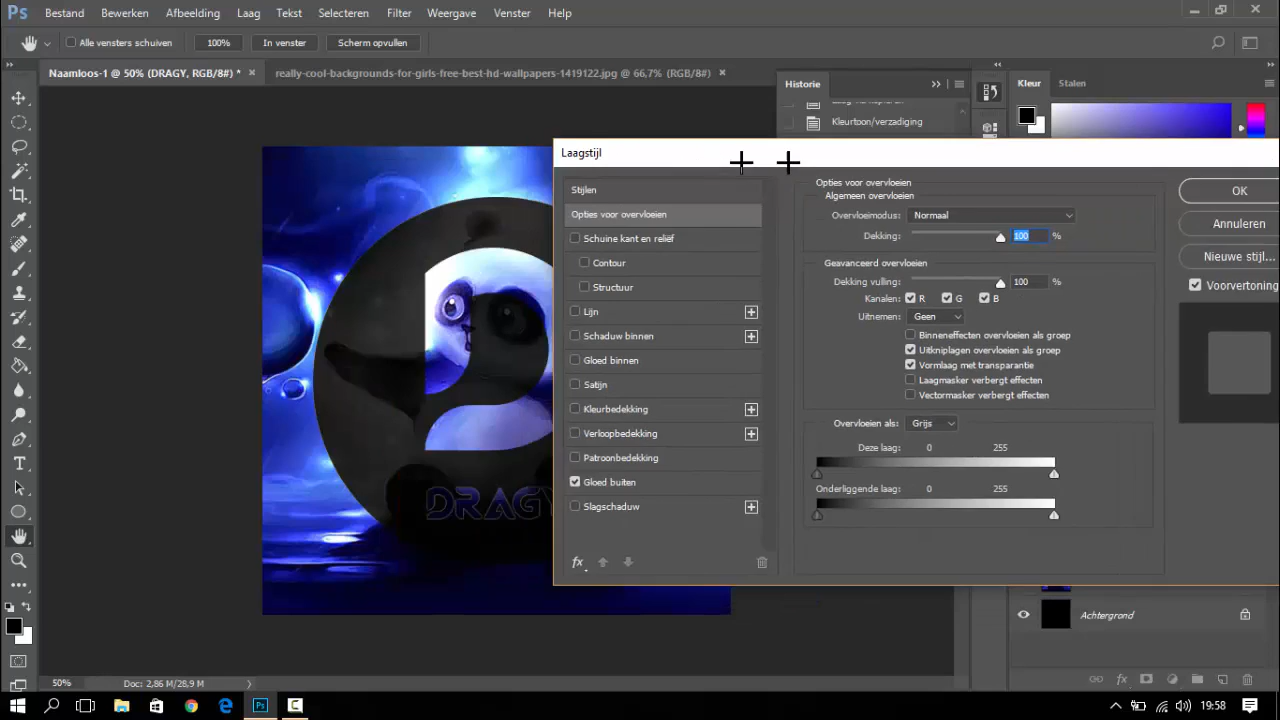 Ps Bestand Bewerken Afbeelding Laag Tekst Selecteren Filter Weergave Venster Help
Alle vensters schuiven 100% In venster Scherm opvullen
Naamloos-1 @ 50% (DRAGY, RGB/8#) * × really-cool-backgrounds-for-girls-free-best-hd-wallpapers-1419122.jpg @ 66,7% (RGB/8#) ×
Historie
Kleur Stalen
Kleurtoon/verzadiging
Laagstijl
Stijlen
Opties voor overvloeien
Schuine kant en reliëf
Contour
Structuur
Lijn
Schaduw binnen
Gloed binnen
Satijn
Kleurbedekking
Verloopbedekking
Patroonbedekking
Gloed buiten
Slagschaduw
fx
Opties voor overvloeien
Algemeen overvloeien
Overvloeimodus: Normaal
Dekking: 100 %
Geavanceerd overvloeien
Dekking vulling: 100 %
Kanalen: R G B
Uitnemen: Geen
Binneneffecten overvloeien als groep
Uitkniplagen overvloeien als groep
Vormlaag met transparantie
Laagmasker verbergt effecten
Vectormasker verbergt effecten
Overvloeien als: Grijs
Deze laag: 0 255
Onderliggende laag: 0 255
OK
Annuleren
Nieuwe stijl...
Voorvertoning
DRAGY
Achtergrond
fx
50% Doc: 2,86 M/28,9 M
Ps
19:58